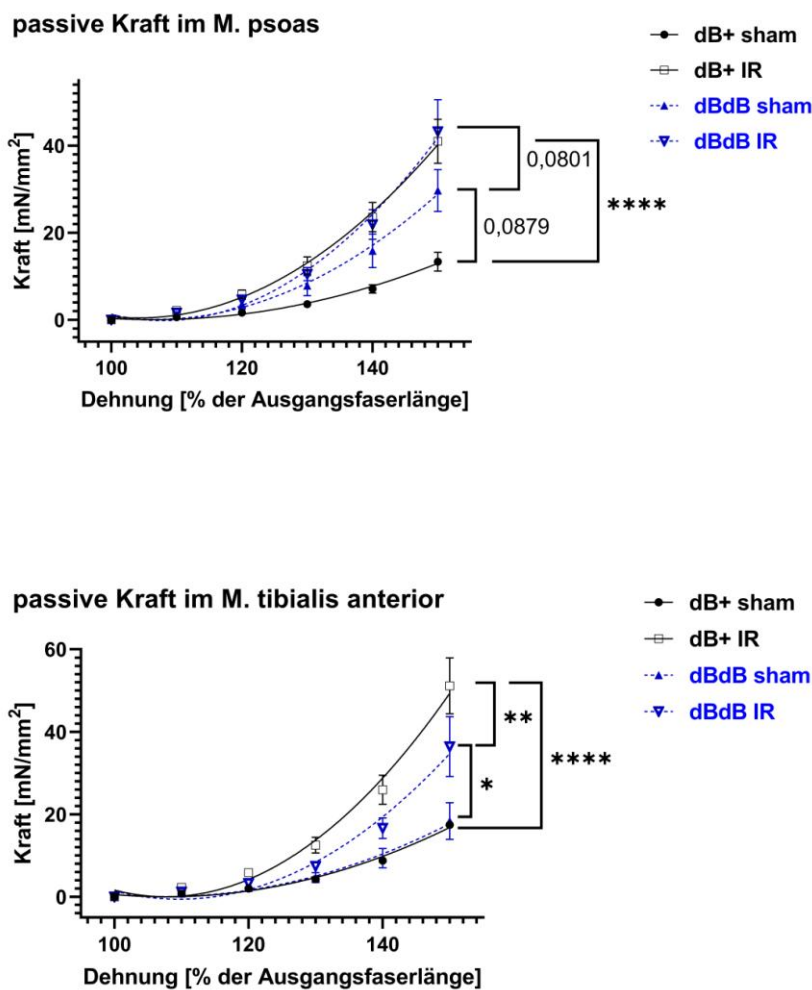 passive Kraft im M. psoas
dB+ sham
dB+ IR
dBdB sham
dBdB IR
Kraft [mN/mm²]
40
20
0
0,0801
0,0879
****
100
120
140
Dehnung [% der Ausgangsfaserlänge]
passive Kraft im M. tibialis anterior
dB+ sham
dB+ IR
dBdB sham
dBdB IR
Kraft [mN/mm²]
60
40
20
0
**
*
****
100
120
140
Dehnung [% der Ausgangsfaserlänge]